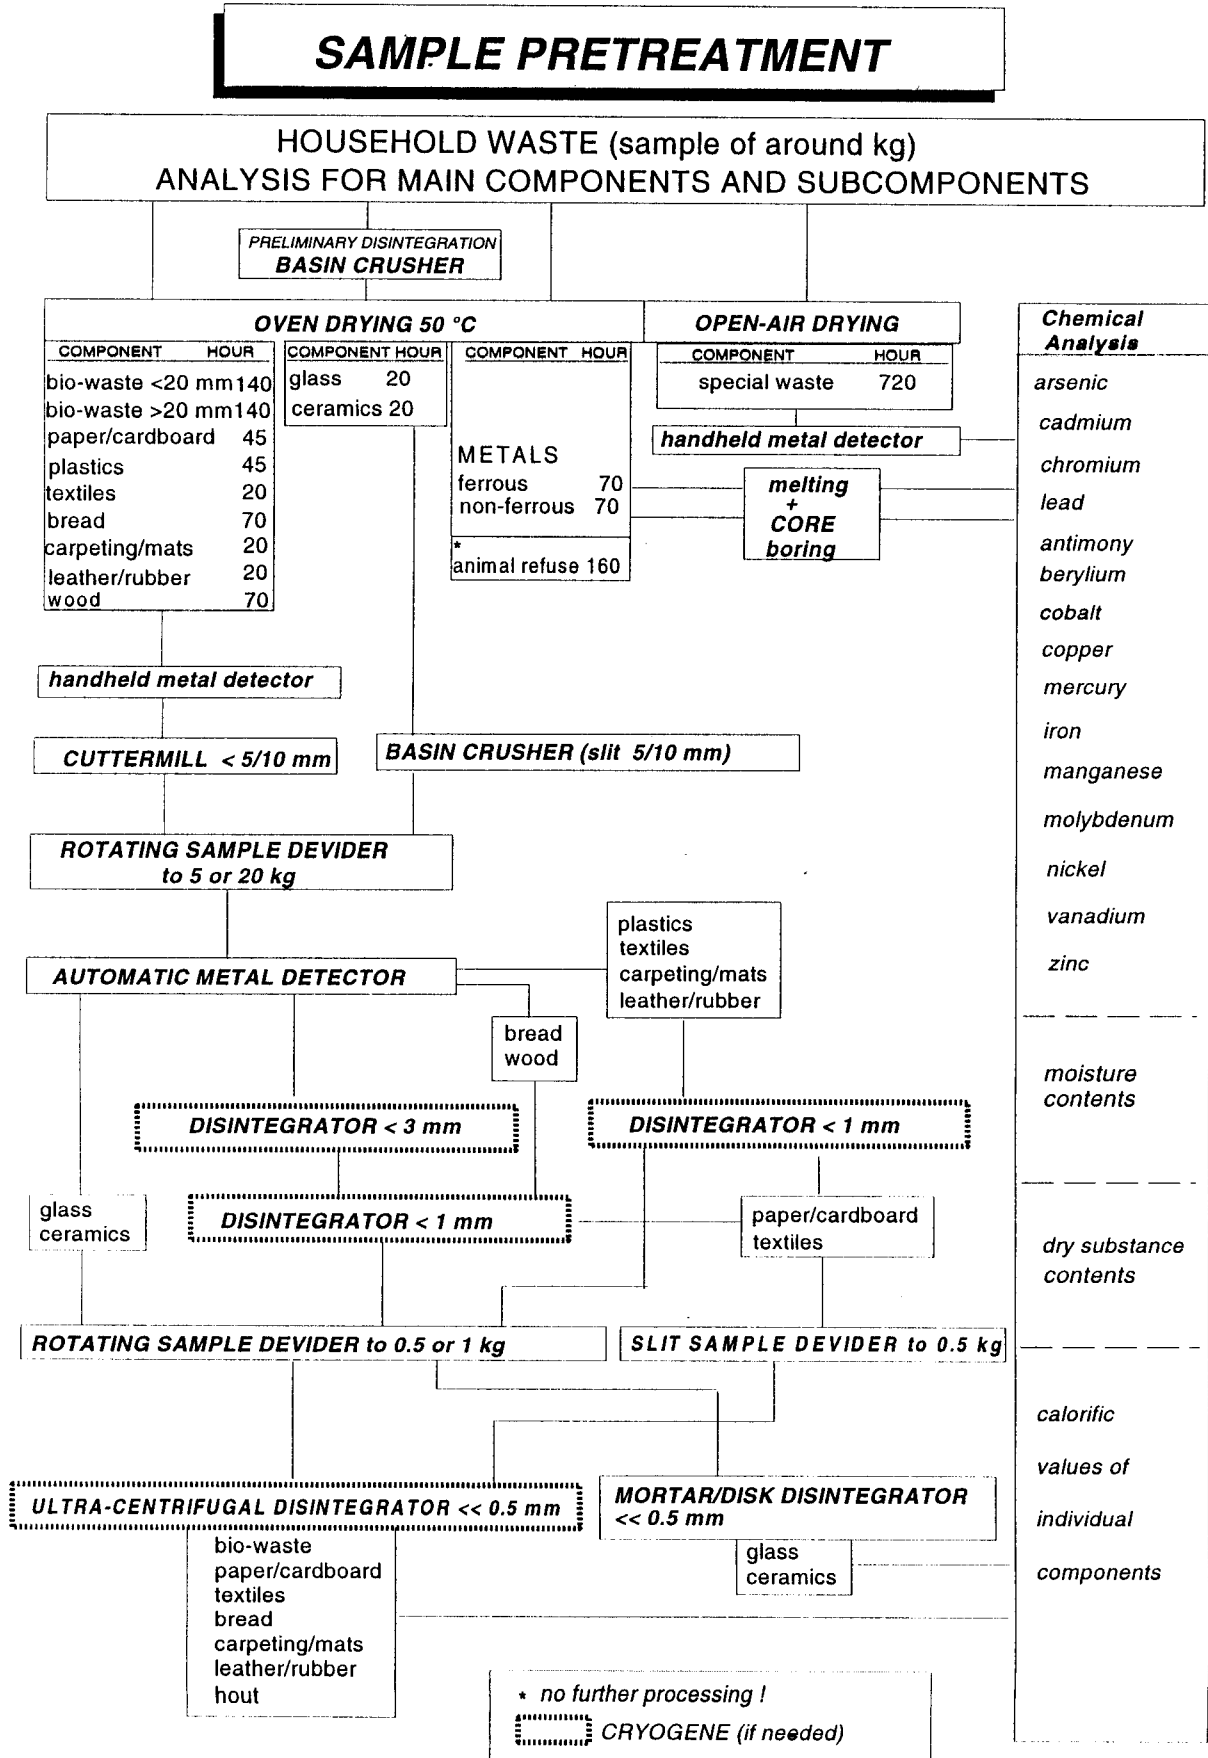 SAMPLE PRETREATMENT
HOUSEHOLD WASTE (sample of around kg)
ANALYSIS FOR MAIN COMPONENTS AND SUBCOMPONENTS
PRELIMINARY DISINTEGRATION
BASIN CRUSHER
OVEN DRYING 50 °C
COMPONENT HOUR
bio-waste <20 mm 140
bio-waste >20 mm 140
paper/cardboard 45
plastics 45
textiles 20
bread 70
carpeting/mats 20
leather/rubber 20
wood 70
COMPONENT HOUR
glass 20
ceramics 20
COMPONENT HOUR
METALS
ferrous 70
non-ferrous 70
*
animal refuse 160
OPEN-AIR DRYING
COMPONENT HOUR
special waste 720
handheld metal detector
melting
+
CORE
boring
handheld metal detector
CUTTERMILL < 5/10 mm
BASIN CRUSHER (slit 5/10 mm)
ROTATING SAMPLE DEVIDER
to 5 or 20 kg
AUTOMATIC METAL DETECTOR
plastics
textiles
carpeting/mats
leather/rubber
bread
wood
DISINTEGRATOR < 3 mm
DISINTEGRATOR < 1 mm
glass
ceramics
DISINTEGRATOR < 1 mm
paper/cardboard
textiles
ROTATING SAMPLE DEVIDER to 0.5 or 1 kg
SLIT SAMPLE DEVIDER to 0.5 kg
ULTRA-CENTRIFUGAL DISINTEGRATOR << 0.5 mm
bio-waste
paper/cardboard
textiles
bread
carpeting/mats
leather/rubber
hout
MORTAR/DISK DISINTEGRATOR
<< 0.5 mm
glass
ceramics
* no further processing !
CRYOGENE (if needed)
Chemical
Analysis
arsenic
cadmium
chromium
lead
antimony
berylium
cobalt
copper
mercury
iron
manganese
molybdenum
nickel
vanadium
zinc
moisture
contents
dry substance
contents
calorific
values of
individual
components